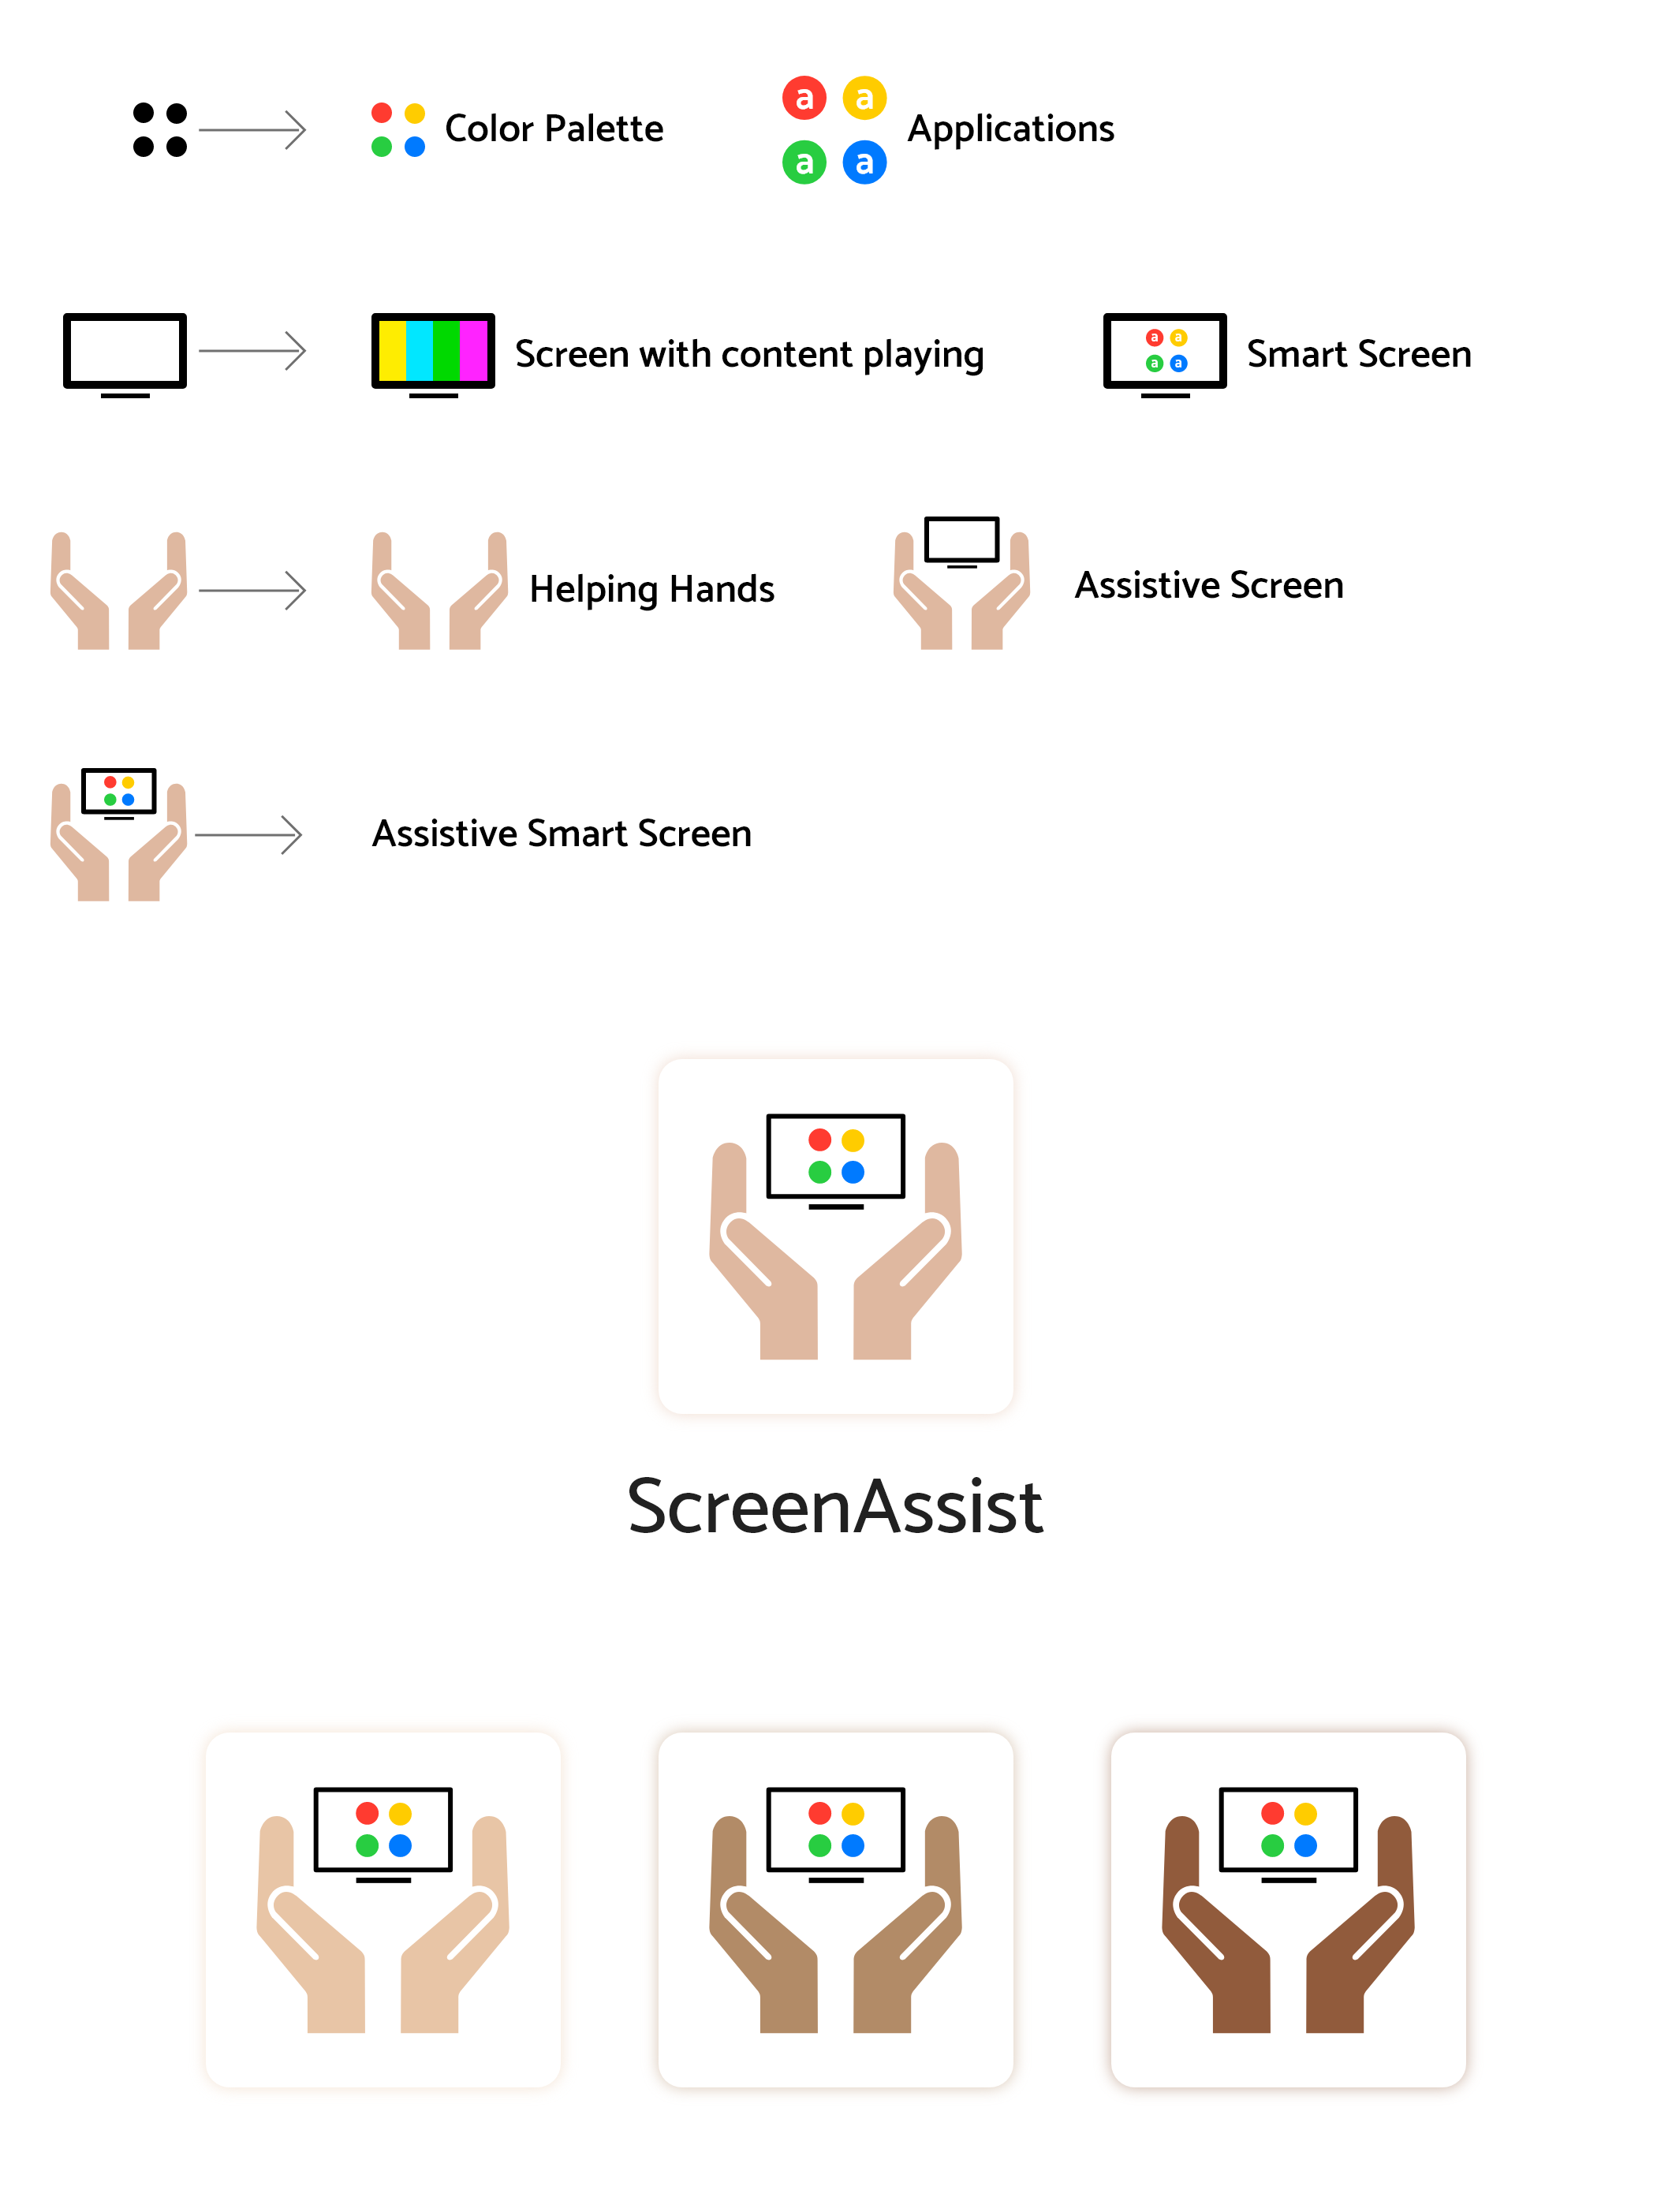 Color Palette
a a
a a
Applications
Screen with content playing
a a
a a
Smart Screen
Helping Hands
Assistive Screen
Assistive Smart Screen
ScreenAssist